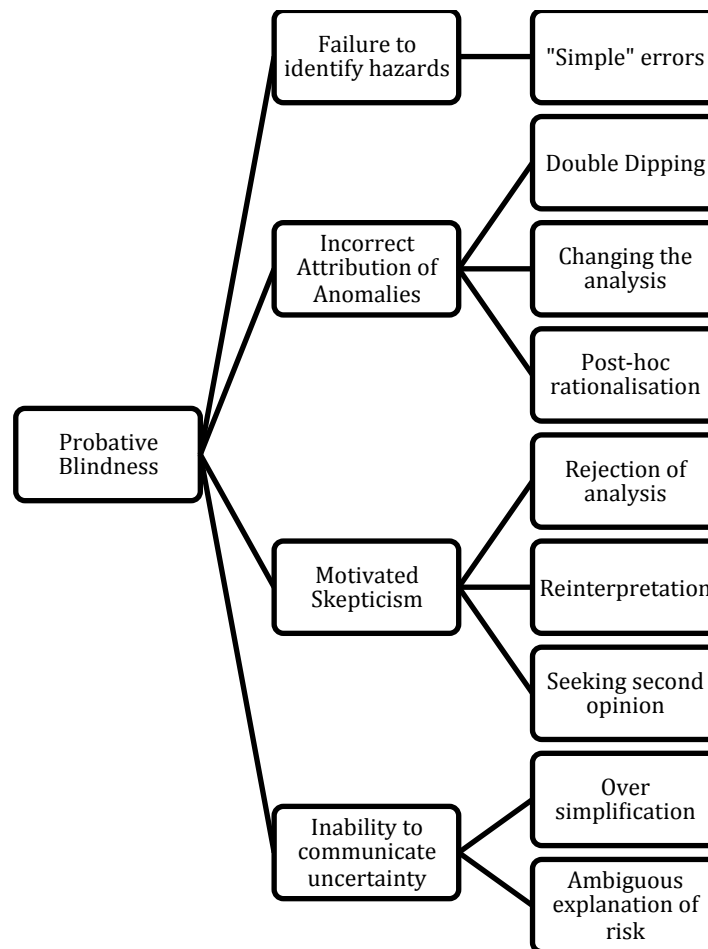 Failure to
identify hazards
"Simple" errors
Double Dipping
Incorrect
Attribution of
Anomalies
Changing the
analysis
Post-hoc
rationalisation
Probative
Blindness
Rejection of
analysis
Motivated
Skepticism
Reinterpretation
Seeking second
opinion
Over
simplification
Inability to
communicate
uncertainty
Ambiguous
explanation of
risk